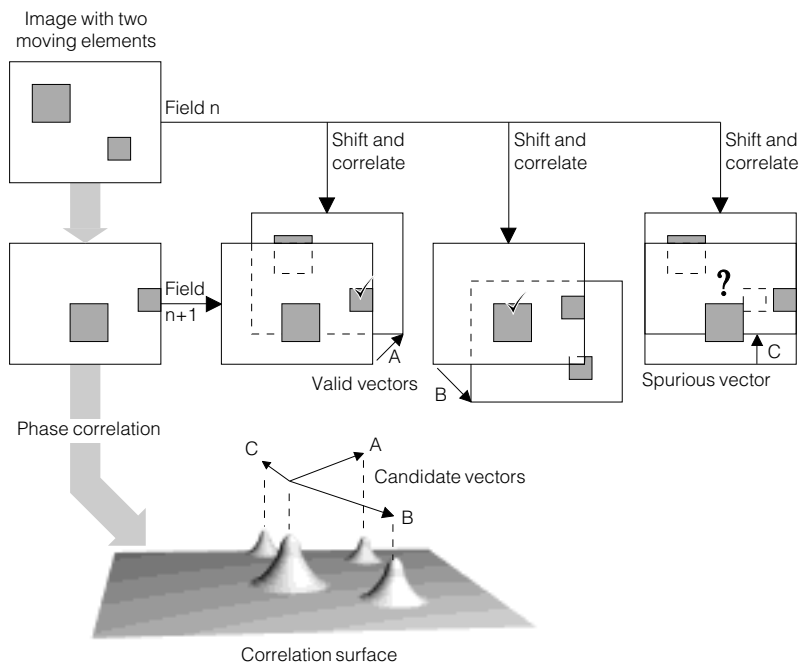 Image with two
moving elements
Field n
Shift and
correlate
Shift and
correlate
Shift and
correlate
Field
n+1
?
A
B
C
Valid vectors
Spurious vector
Phase correlation
C
A
Candidate vectors
B
Correlation surface